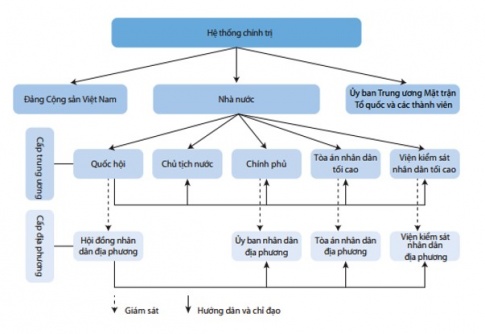 Hệ thống chính trị
Đảng Cộng sản Việt Nam
Nhà nước
Ủy ban Trung ương Mặt trận
Tổ quốc và các thành viên
Cấp trung ương
Quốc hội
Chủ tịch nước
Chính phủ
Tòa án nhân dân
tối cao
Viện kiểm sát
nhân dân tối cao
Cấp địa phương
Hội đồng nhân
dân địa phương
Ủy ban nhân dân
địa phương
Tòa án nhân dân
địa phương
Viện kiểm sát
nhân dân
địa phương
Giám sát
Hướng dẫn và chỉ đạo